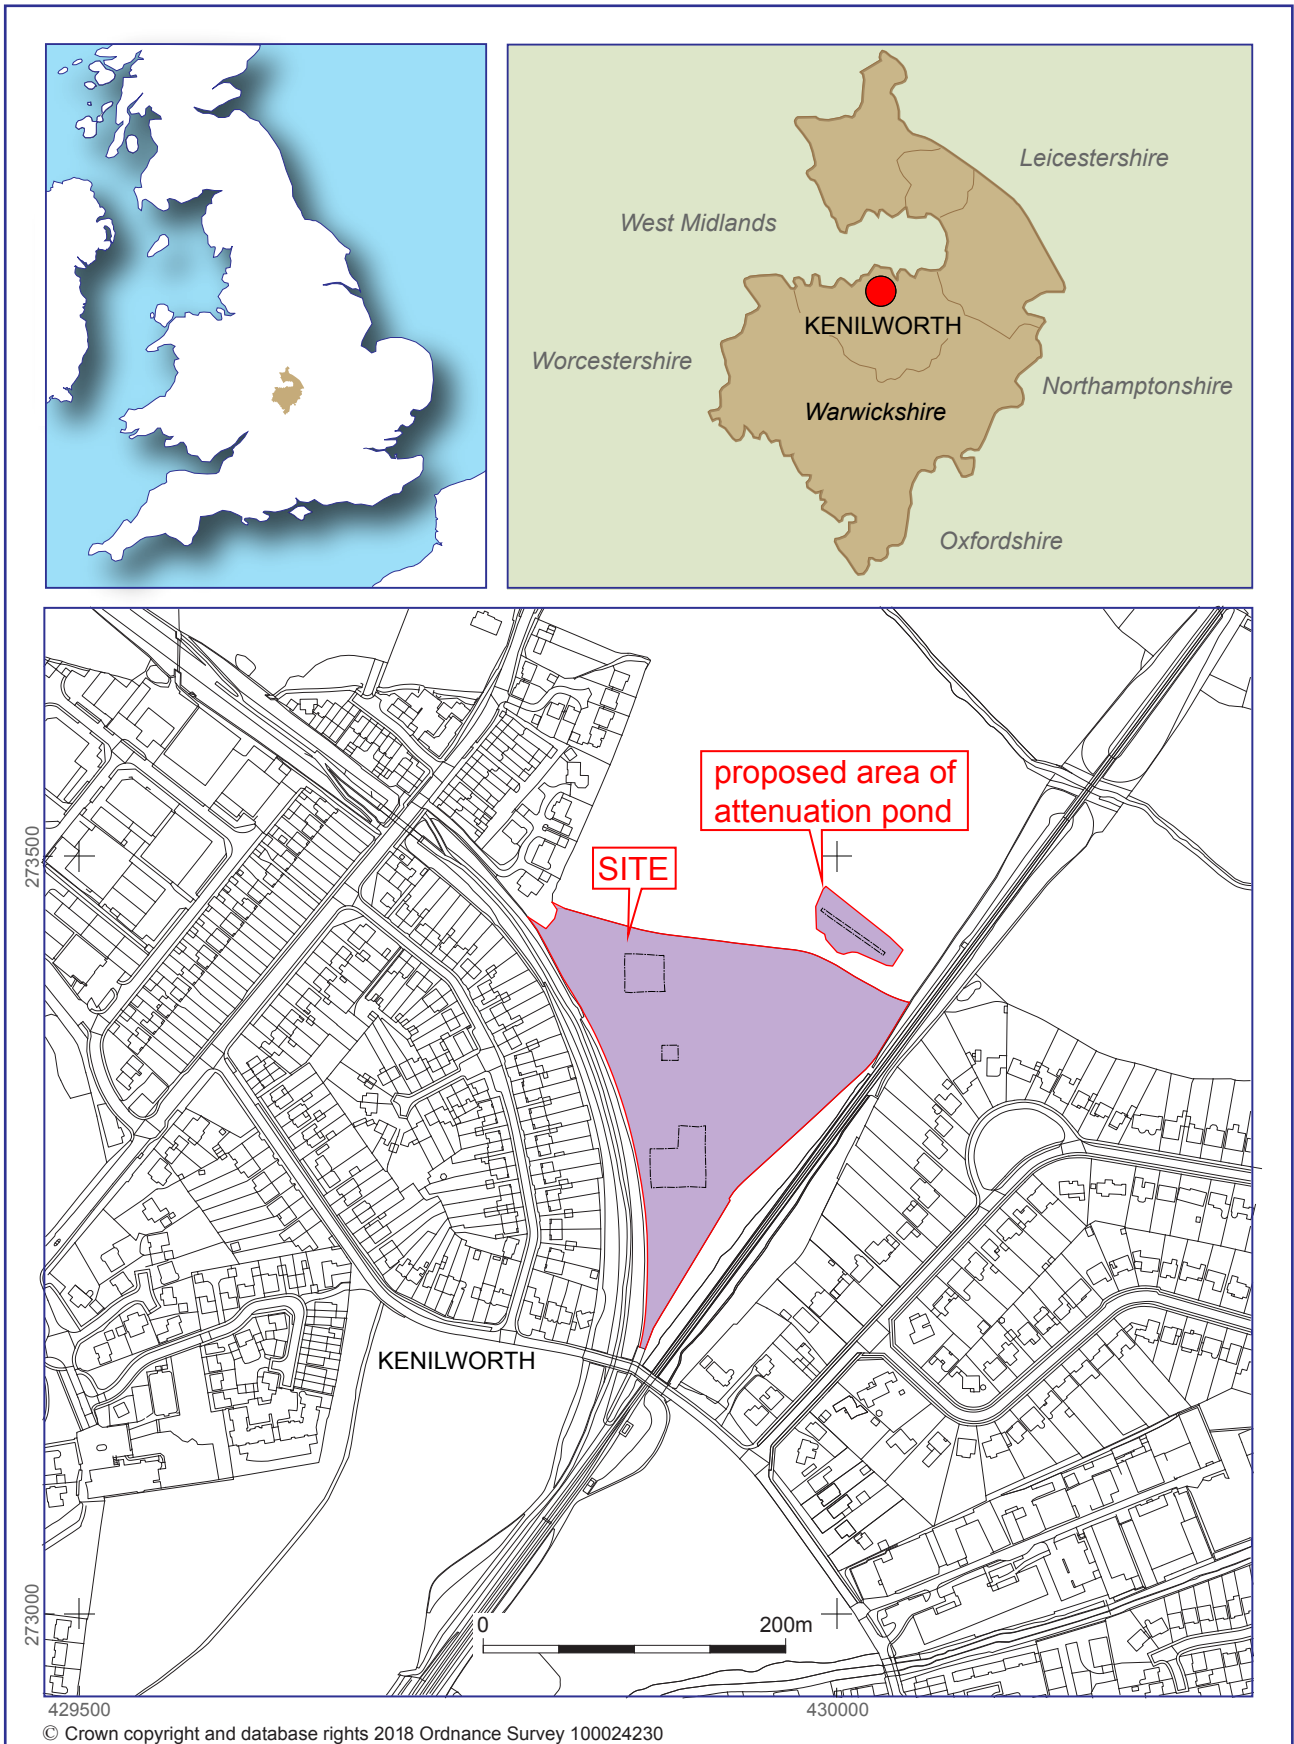 Leicestershire
West Midlands
KENILWORTH
Worcestershire
Northamptonshire
Warwickshire
Oxfordshire
proposed area of
attenuation pond
SITE
273500
KENILWORTH
273000
0 200m
429500 430000
© Crown copyright and database rights 2018 Ordnance Survey 100024230